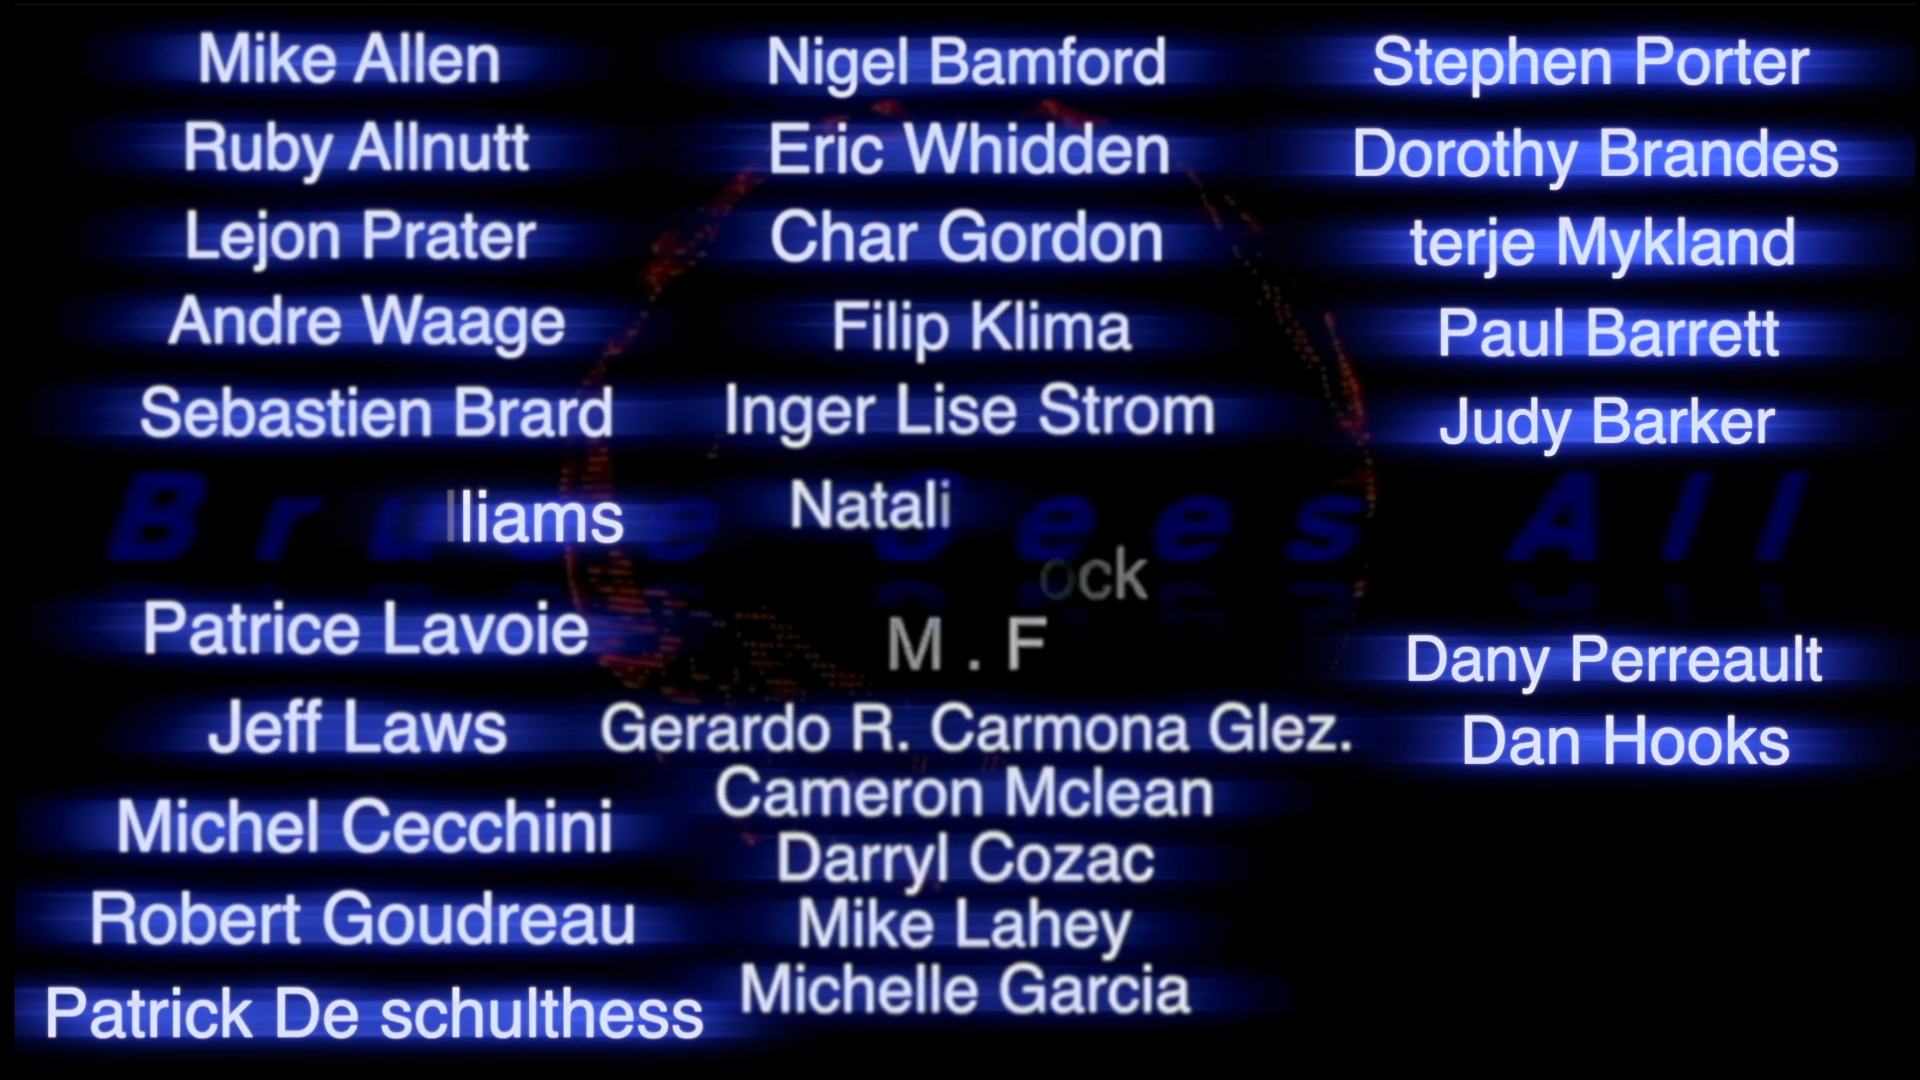 Mike Allen
Ruby Allnutt
Lejon Prater
Andre Waage
Sebastien Brard
lliams
Patrice Lavoie
Jeff Laws
Michel Cecchini
Robert Goudreau
Patrick De schulthess
Nigel Bamford
Eric Whidden
Char Gordon
Filip Klima
Inger Lise Strom
Natali
ock
M . F
Gerardo R. Carmona Glez.
Cameron Mclean
Darryl Cozac
Mike Lahey
Michelle Garcia
Stephen Porter
Dorothy Brandes
terje Mykland
Paul Barrett
Judy Barker
Dany Perreault
Dan Hooks
All